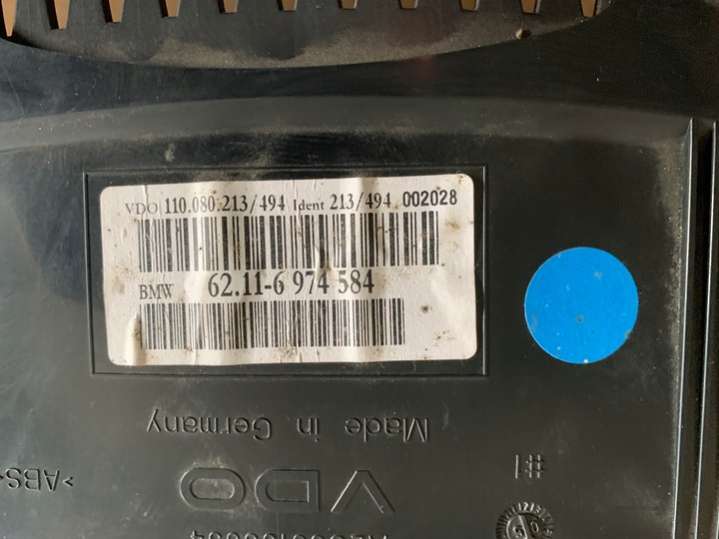 VDO 110.080.213/494 Ident 213/494 002028
BMW 62.11-6 974 584
Made in Germany
VDO
#1
>ABS<